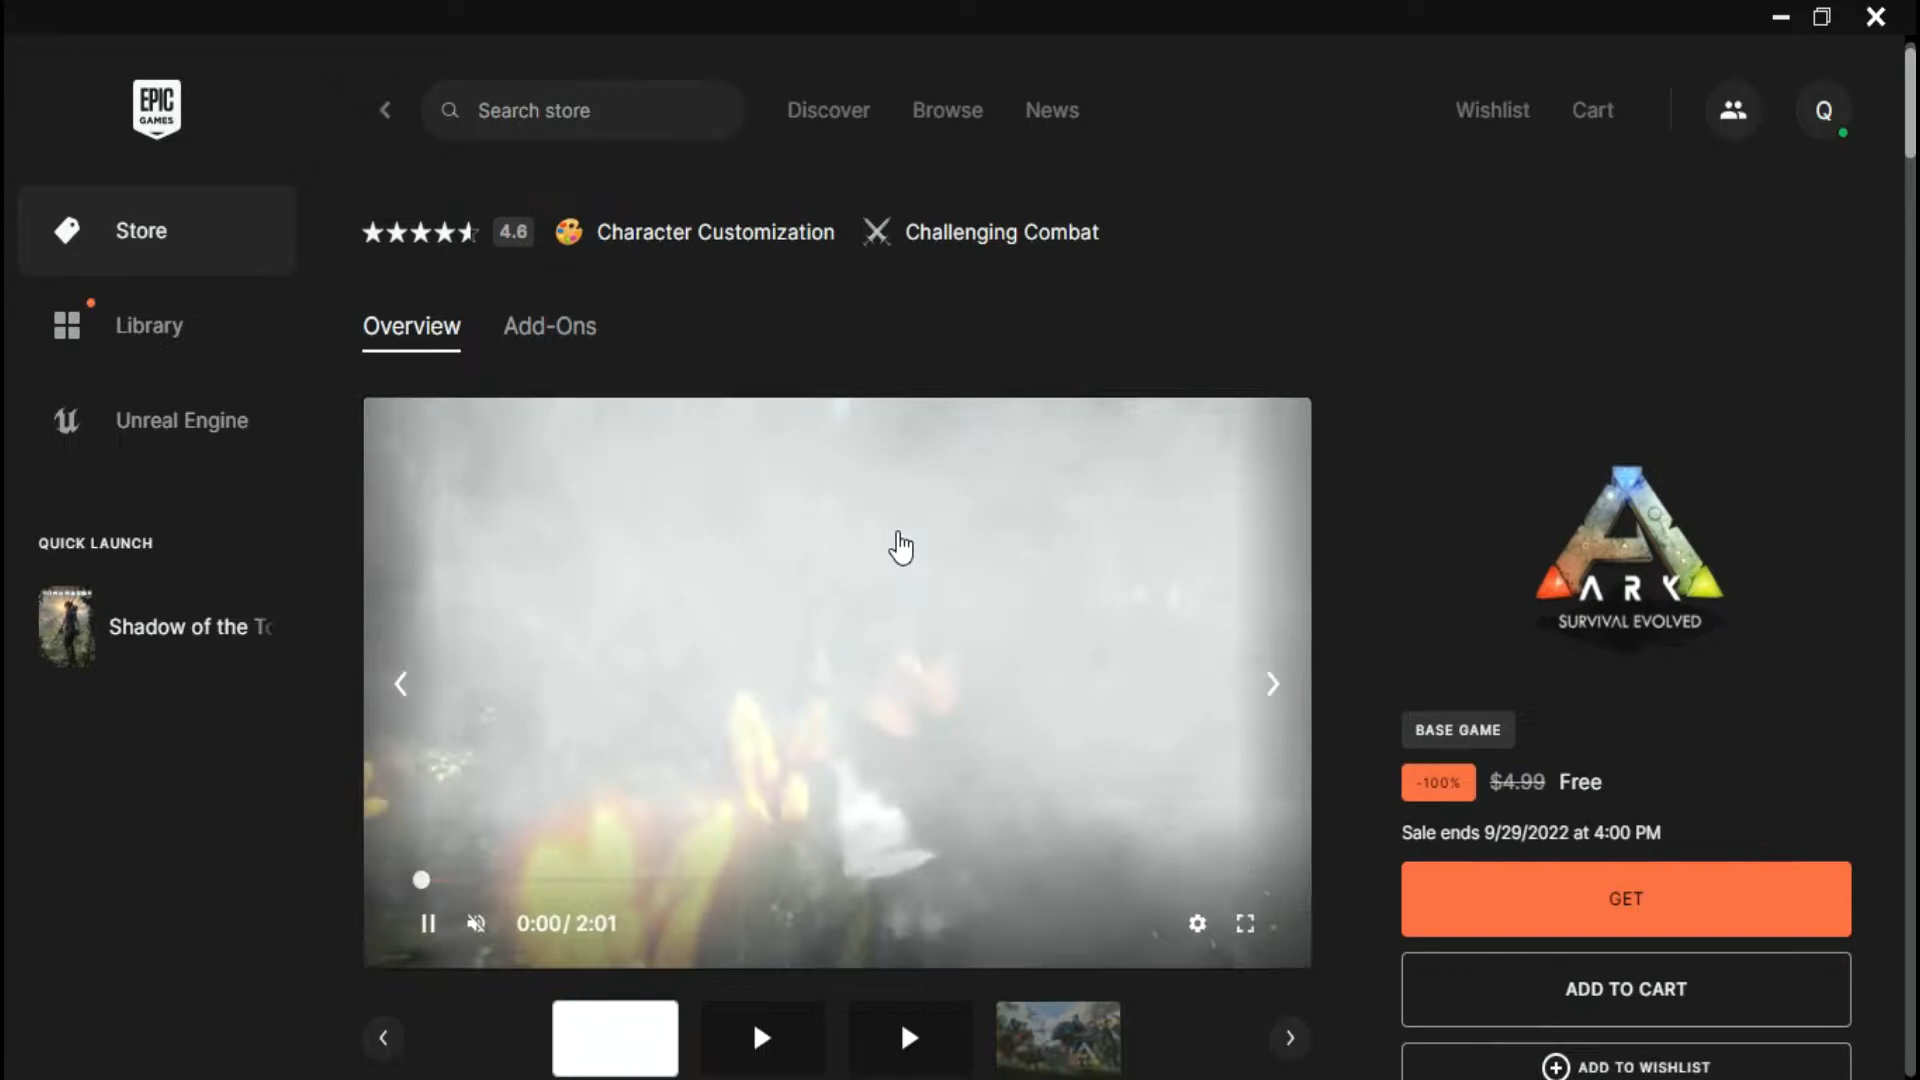 EPIC
GAMES
Search store
Discover
Browse
News
Wishlist
Cart
Q
Store
4.6
Character Customization
Challenging Combat
Library
Overview
Add-Ons
Unreal Engine
QUICK LAUNCH
Shadow of the To
ARK
SURVIVAL EVOLVED
BASE GAME
-100% $4.99 Free
Sale ends 9/29/2022 at 4:00 PM
GET
0:00/ 2:01
ADD TO CART
ADD TO WISHLIST